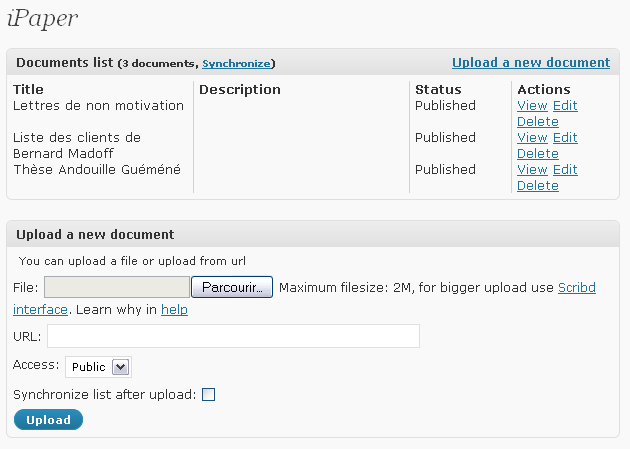 iPaper
Documents list (3 documents, Synchronize) Upload a new document
Title Description Status Actions
Lettres de non motivation Published View Edit
Delete
Liste des clients de Published View Edit
Bernard Madoff Delete
Thèse Andouille Guéméné Published View Edit
Delete
Upload a new document
You can upload a file or upload from url
File: Parcourir... Maximum filesize: 2M, for bigger upload use Scribd
interface. Learn why in help
URL:
Access: Public
Synchronize list after upload:
Upload